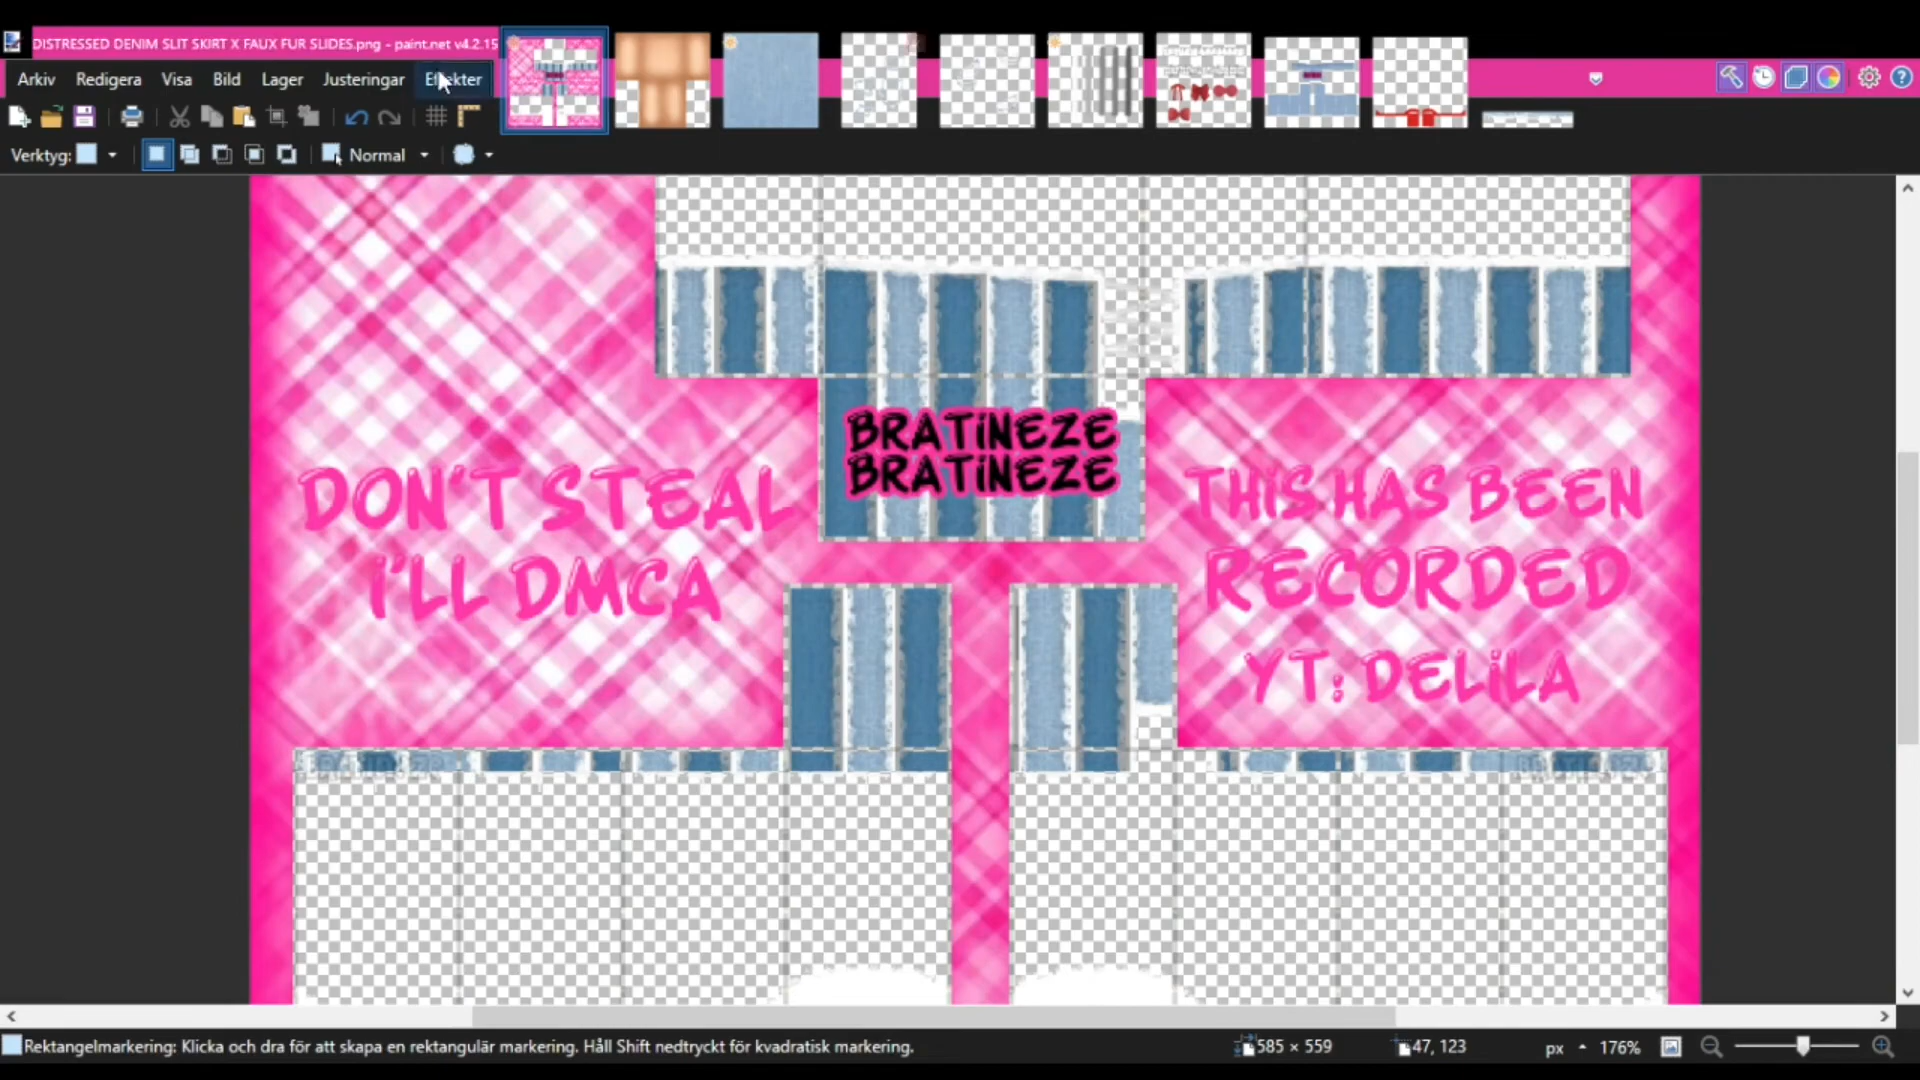 DISTRESSED DENIM SLIT SKIRT X FAUX FUR SLIDES.png - paint.net v4.2.15
Arkiv Redigera Visa Bild Lager Justeringar Effekter
Verktyg: Normal
BRATINEZE
BRATINEZE
DON'T STEAL
I'LL DMCA
THIS HAS BEEN
RECORDED
YT: DELILA
BRATINEZE
BRATINEZE
Rektangelmarkering: Klicka och dra för att skapa en rektangulär markering. Håll Shift nedtryckt för kvadratisk markering.
585 × 559
47, 123
px
176%